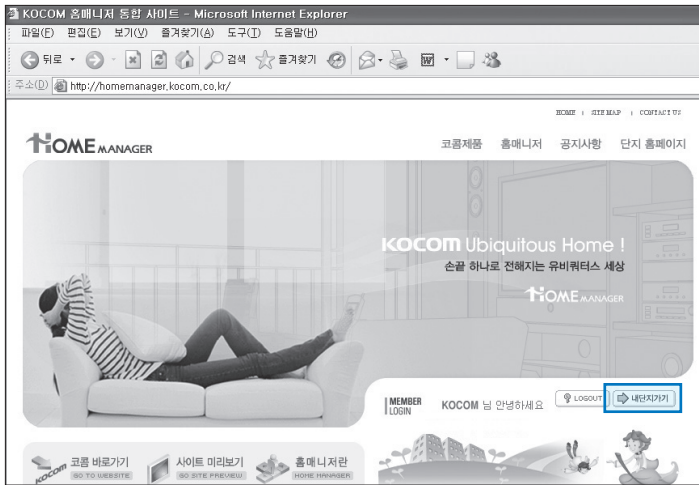 KOCOM 홈매니저 통합 사이트 - Microsoft Internet Explorer
파일(F) 편집(E) 보기(V) 즐겨찾기(A) 도구(T) 도움말(H)
뒤로 검색 즐겨찾기
주소(D) http://homemanager.kocom.co.kr/
HOME | SITE MAP | CONTACT US
HOME MANAGER
코콤제품 홈매니저 공지사항 단지 홈페이지
KOCOM Ubiquitous Home !
손끝 하나로 전해지는 유비쿼터스 세상
HOME MANAGER
MEMBER LOGIN
KOCOM 님 안녕하세요 LOGOUT 내단지가기
KOCOM 코콤 바로가기 사이트 미리보기 홈매니저란
GO TO WEBSITE GO SITE PREVIEW HOME MANAGER